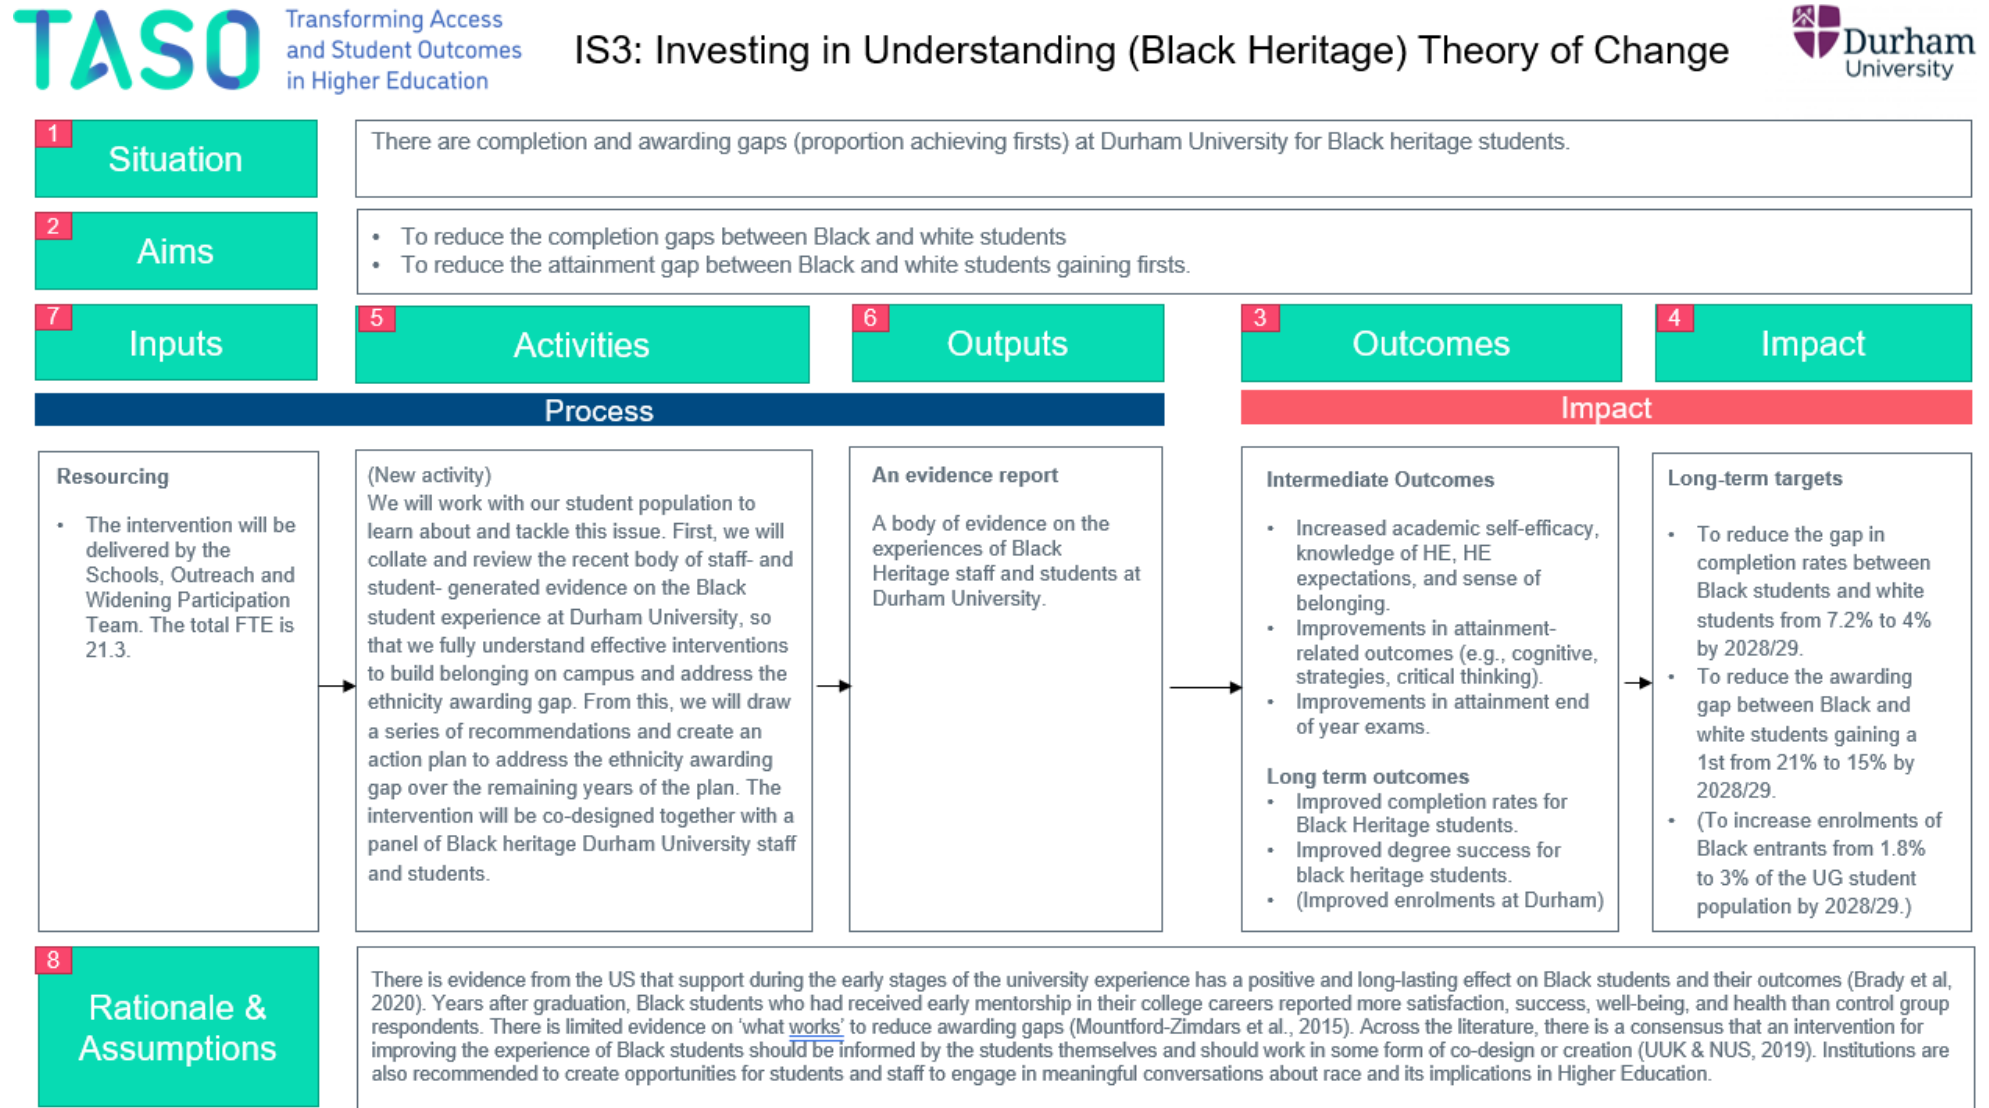 TASO
Transforming Access
and Student Outcomes
in Higher Education
IS3: Investing in Understanding (Black Heritage) Theory of Change
Durham
University
1
Situation
There are completion and awarding gaps (proportion achieving firsts) at Durham University for Black heritage students.
2
Aims
• To reduce the completion gaps between Black and white students
• To reduce the attainment gap between Black and white students gaining firsts.
7
Inputs
5
Activities
6
Outputs
3
Outcomes
4
Impact
Process
Impact
Resourcing
• The intervention will be
delivered by the
Schools, Outreach and
Widening Participation
Team. The total FTE is
21.3.
(New activity)
We will work with our student population to
learn about and tackle this issue. First, we will
collate and review the recent body of staff- and
student- generated evidence on the Black
student experience at Durham University, so
that we fully understand effective interventions
to build belonging on campus and address the
ethnicity awarding gap. From this, we will draw
a series of recommendations and create an
action plan to address the ethnicity awarding
gap over the remaining years of the plan. The
intervention will be co-designed together with a
panel of Black heritage Durham University staff
and students.
An evidence report
A body of evidence on the
experiences of Black
Heritage staff and students at
Durham University.
Intermediate Outcomes
• Increased academic self-efficacy,
knowledge of HE, HE
expectations, and sense of
belonging.
• Improvements in attainment-
related outcomes (e.g., cognitive,
strategies, critical thinking).
• Improvements in attainment end
of year exams.
Long term outcomes
• Improved completion rates for
Black Heritage students.
• Improved degree success for
black heritage students.
• (Improved enrolments at Durham)
Long-term targets
• To reduce the gap in
completion rates between
Black students and white
students from 7.2% to 4%
by 2028/29.
• To reduce the awarding
gap between Black and
white students gaining a
1st from 21% to 15% by
2028/29.
• (To increase enrolments of
Black entrants from 1.8%
to 3% of the UG student
population by 2028/29.)
8
Rationale &
Assumptions
There is evidence from the US that support during the early stages of the university experience has a positive and long-lasting effect on Black students and their outcomes (Brady et al,
2020). Years after graduation, Black students who had received early mentorship in their college careers reported more satisfaction, success, well-being, and health than control group
respondents. There is limited evidence on ‘what works’ to reduce awarding gaps (Mountford-Zimdars et al., 2015). Across the literature, there is a consensus that an intervention for
improving the experience of Black students should be informed by the students themselves and should work in some form of co-design or creation (UUK & NUS, 2019). Institutions are
also recommended to create opportunities for students and staff to engage in meaningful conversations about race and its implications in Higher Education.